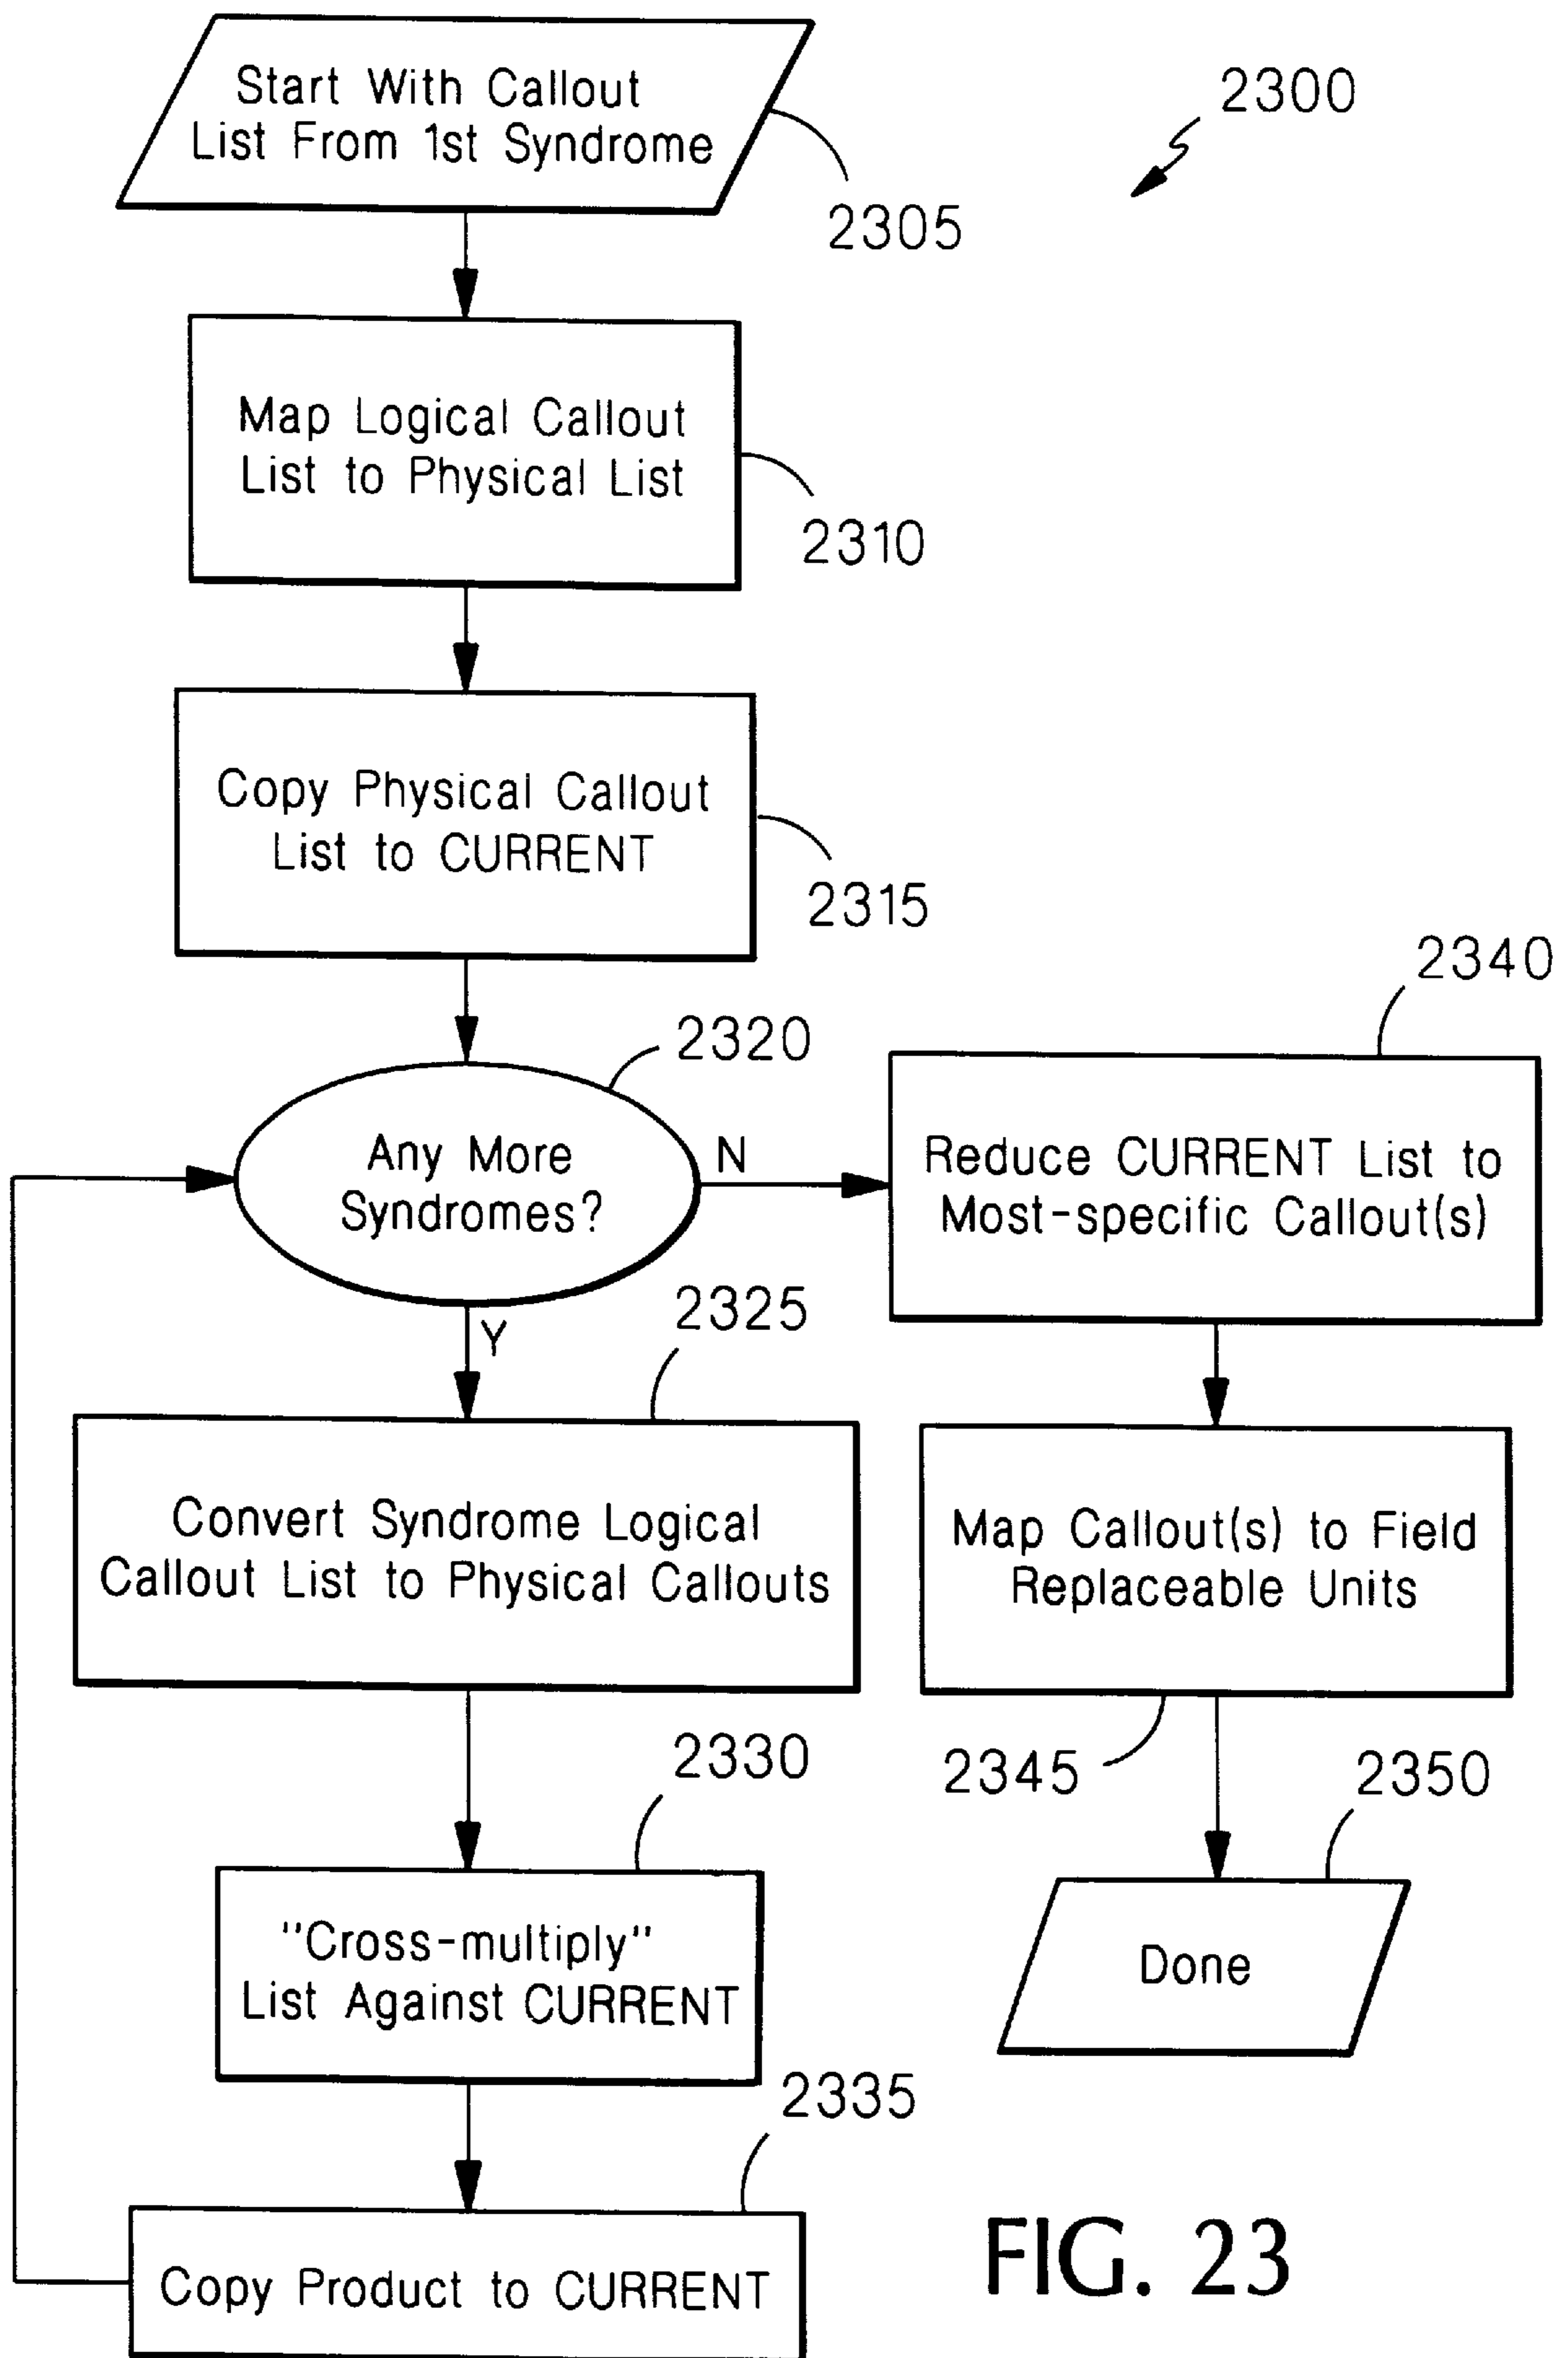 Start With Callout
List From 1st Syndrome
2300
2305
Map Logical Callout
List to Physical List
2310
Copy Physical Callout
List to CURRENT
2315
2320
Any More
Syndromes?
N
Y
2340
Reduce CURRENT List to
Most-specific Callout(s)
2325
Convert Syndrome Logical
Callout List to Physical Callouts
Map Callout(s) to Field
Replaceable Units
2345
2330
"Cross-multiply"
List Against CURRENT
2350
Done
2335
Copy Product to CURRENT
FIG. 23